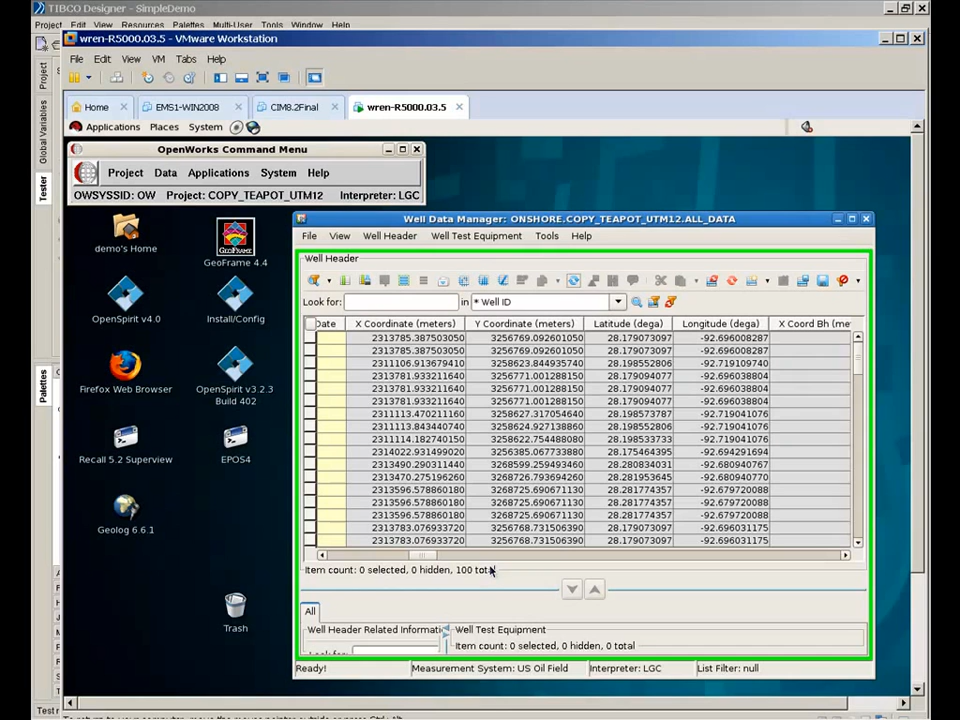 TIBCO Designer - SimpleDemo
Project Edit View Resources Palettes Multi-User Tools Window Help
wren-R5000.03.5 - VMware Workstation
File Edit View VM Tabs Help
Home EMS1-WIN2008 CIM8.2Final wren-R5000.03.5
Applications Places System
OpenWorks Command Menu
Project Data Applications System Help
OWSYSSID: OW Project: COPY_TEAPOT_UTM12 Interpreter: LGC
Project
Global Variables
Tester
Palettes
demo's Home
GeoFrame 4.4
OpenSpirit v4.0
Install/Config
Firefox Web Browser
OpenSpirit v3.2.3
Build 402
Recall 5.2 Superview
EPOS4
Geolog 6.6.1
Trash
Well Data Manager: ONSHORE.COPY_TEAPOT_UTM12.ALL_DATA
File View Well Header Well Test Equipment Tools Help
Well Header
Look for: in * Well ID
Date X Coordinate (meters) Y Coordinate (meters) Latitude (dega) Longitude (dega) X Coord Bh (me
2313785.387503050 3256769.092601050 28.179073097 -92.696008287
2313785.387503050 3256769.092601050 28.179073097 -92.696008287
2311106.913679410 3258623.844935740 28.198552806 -92.719109740
2313781.933211640 3256771.001288150 28.179094077 -92.696038804
2313781.933211640 3256771.001288150 28.179094077 -92.696038804
2313781.933211640 3256771.001288150 28.179094077 -92.696038804
2311113.470211160 3258627.317054640 28.198573787 -92.719041076
2311113.843440740 3258624.927138860 28.198552806 -92.719041076
2311114.182740150 3258622.754488080 28.198533733 -92.719041076
2314022.931499020 3256385.067733880 28.175464395 -92.694291694
2313490.290311440 3268599.259493460 28.280834031 -92.680940767
2313470.275196260 3268726.793694260 28.281953645 -92.680940770
2313596.578860180 3268725.690671130 28.281774357 -92.679720088
2313596.578860180 3268725.690671130 28.281774357 -92.679720088
2313596.578860180 3268725.690671130 28.281774357 -92.679720088
2313783.076933720 3256768.731506390 28.179073097 -92.696031175
2313783.076933720 3256768.731506390 28.179073097 -92.696031175
Item count: 0 selected, 0 hidden, 100 total
All
Well Header Related Informati
Well Test Equipment
Item count: 0 selected, 0 hidden, 0 total
Ready! Measurement System: US Oil Field Interpreter: LGC List Filter: null
Test r